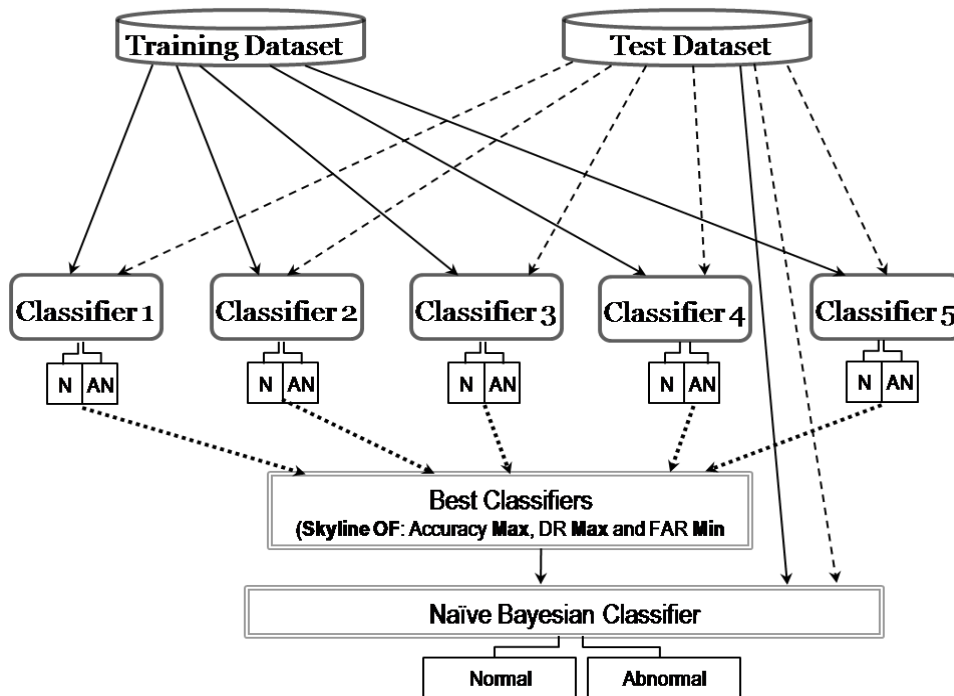 Training Dataset
Test Dataset
Classifier 1
Classifier 2
Classifier 3
Classifier 4
Classifier 5
N AN
N AN
N AN
N AN
N AN
Best Classifiers
(Skyline OF: Accuracy Max, DR Max and FAR Min
Naïve Bayesian Classifier
Normal
Abnormal